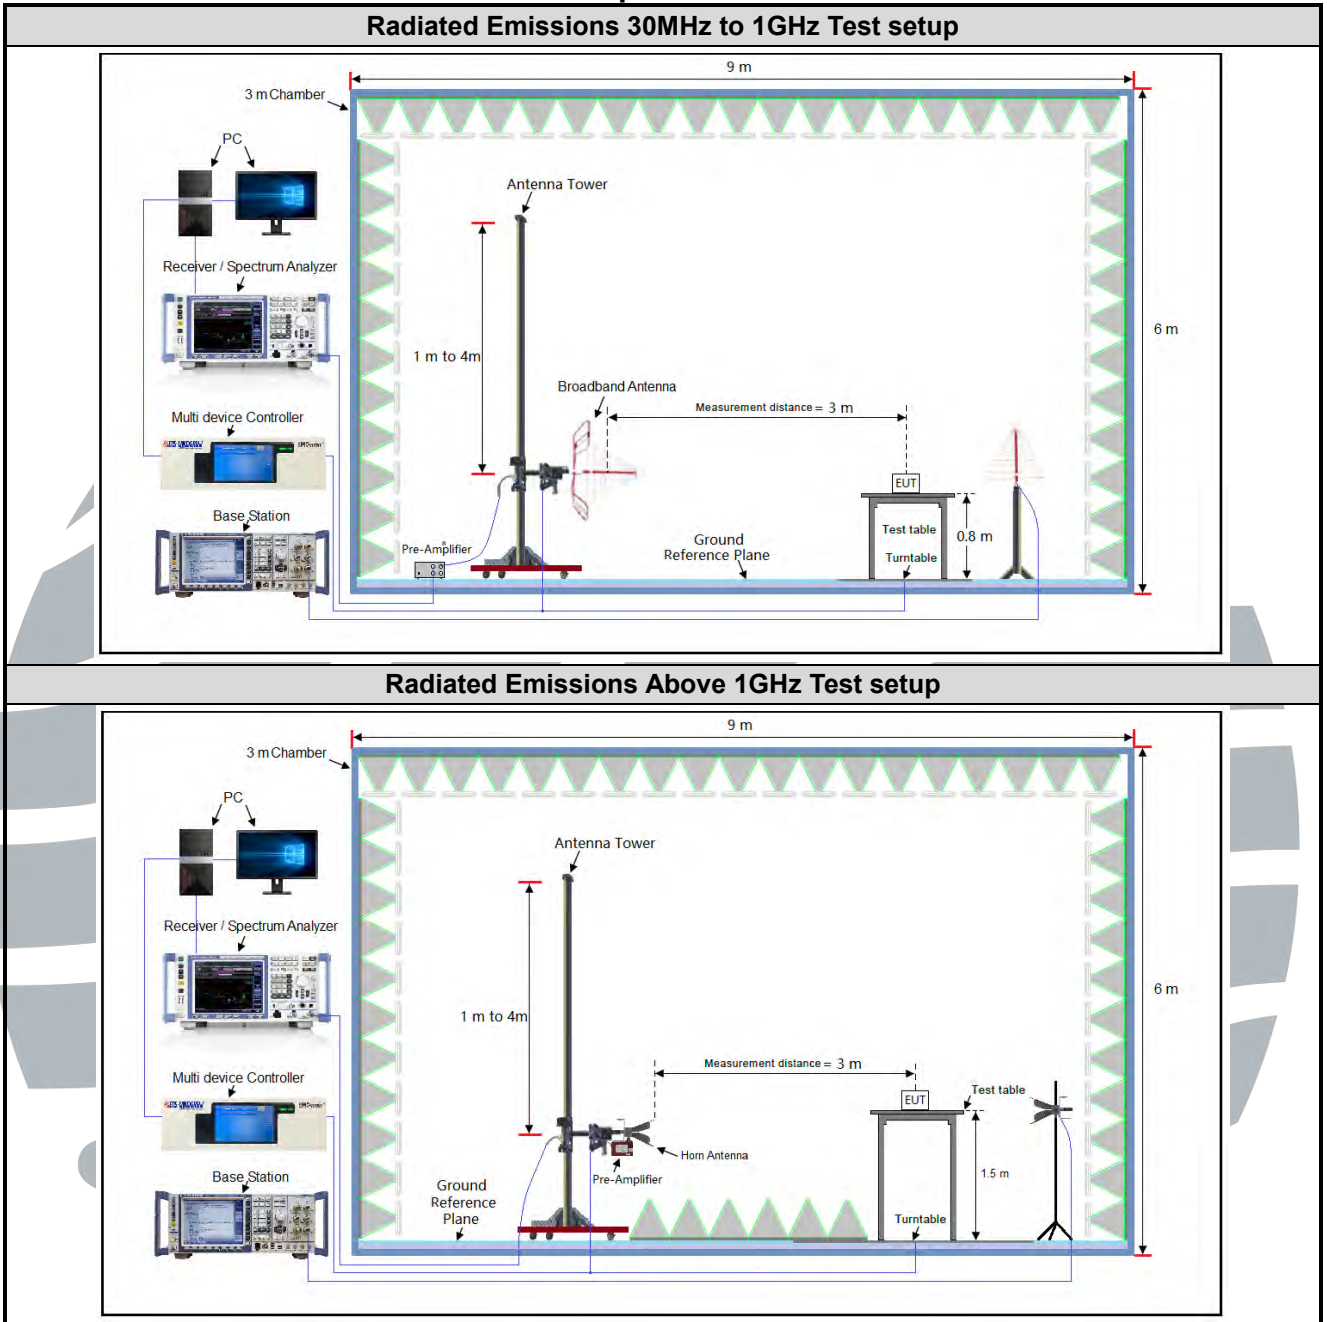 Radiated Emissions 30MHz to 1GHz Test setup
9 m
3 m Chamber
PC
Antenna Tower
Receiver / Spectrum Analyzer
6 m
1 m to 4m
Broadband Antenna
Measurement distance = 3 m
Multi device Controller
EUT
Base Station
Test table
0.8 m
Ground
Reference Plane
Pre-Amplifier
Turntable
Radiated Emissions Above 1GHz Test setup
9 m
3 m Chamber
PC
Antenna Tower
Receiver / Spectrum Analyzer
6 m
1 m to 4m
Measurement distance = 3 m
Multi device Controller
Test table
EUT
Horn Antenna
Pre-Amplifier
1.5 m
Base Station
Ground
Reference
Plane
Turntable